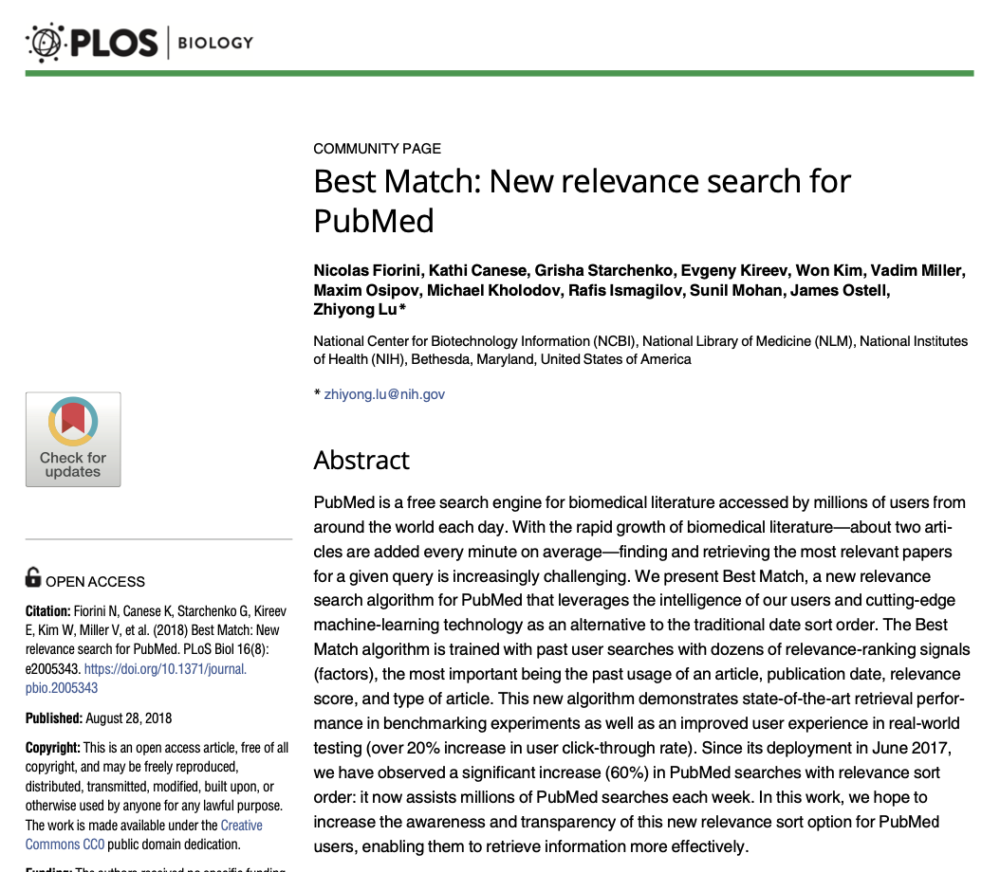 PLOS | BIOLOGY
COMMUNITY PAGE
Best Match: New relevance search for
PubMed
Nicolas Fiorini, Kathi Canese, Grisha Starchenko, Evgeny Kireev, Won Kim, Vadim Miller,
Maxim Osipov, Michael Kholodov, Rafis Ismagilov, Sunil Mohan, James Ostell,
Zhiyong Lu*
National Center for Biotechnology Information (NCBI), National Library of Medicine (NLM), National Institutes
of Health (NIH), Bethesda, Maryland, United States of America
* zhiyong.lu@nih.gov
Abstract
PubMed is a free search engine for biomedical literature accessed by millions of users from
around the world each day. With the rapid growth of biomedical literature—about two arti-
cles are added every minute on average—finding and retrieving the most relevant papers
for a given query is increasingly challenging. We present Best Match, a new relevance
search algorithm for PubMed that leverages the intelligence of our users and cutting-edge
machine-learning technology as an alternative to the traditional date sort order. The Best
Match algorithm is trained with past user searches with dozens of relevance-ranking signals
(factors), the most important being the past usage of an article, publication date, relevance
score, and type of article. This new algorithm demonstrates state-of-the-art retrieval perfor-
mance in benchmarking experiments as well as an improved user experience in real-world
testing (over 20% increase in user click-through rate). Since its deployment in June 2017,
we have observed a significant increase (60%) in PubMed searches with relevance sort
order: it now assists millions of PubMed searches each week. In this work, we hope to
increase the awareness and transparency of this new relevance sort option for PubMed
users, enabling them to retrieve information more effectively.
Check for
updates
OPEN ACCESS
Citation: Fiorini N, Canese K, Starchenko G, Kireev
E, Kim W, Miller V, et al. (2018) Best Match: New
relevance search for PubMed. PLoS Biol 16(8):
e2005343. https://doi.org/10.1371/journal.
pbio.2005343
Published: August 28, 2018
Copyright: This is an open access article, free of all
copyright, and may be freely reproduced,
distributed, transmitted, modified, built upon, or
otherwise used by anyone for any lawful purpose.
The work is made available under the Creative
Commons CC0 public domain dedication.
Funding: The authors received no specific funding